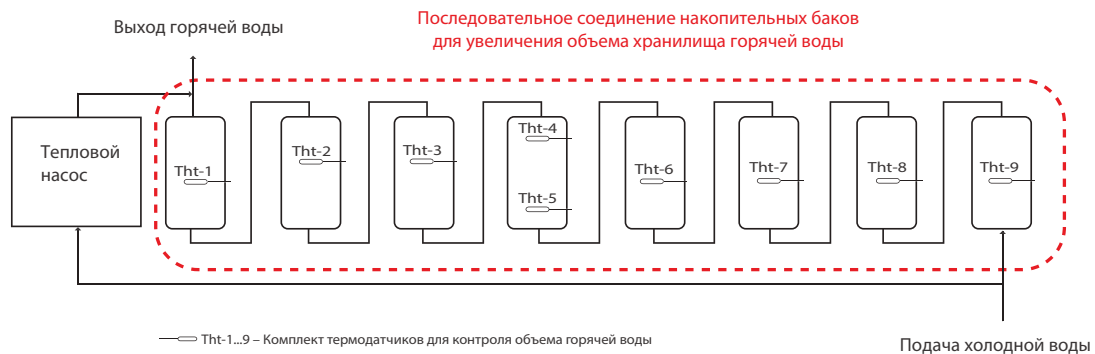 Последовательное соединение накопительных баков
для увеличения объема хранилища горячей воды
Выход горячей воды
Тепловой
насос
Tht-1
Tht-2
Tht-3
Tht-4
Tht-5
Tht-6
Tht-7
Tht-8
Tht-9
Tht-1...9 – Комплект термодатчиков для контроля объема горячей воды
Подача холодной воды